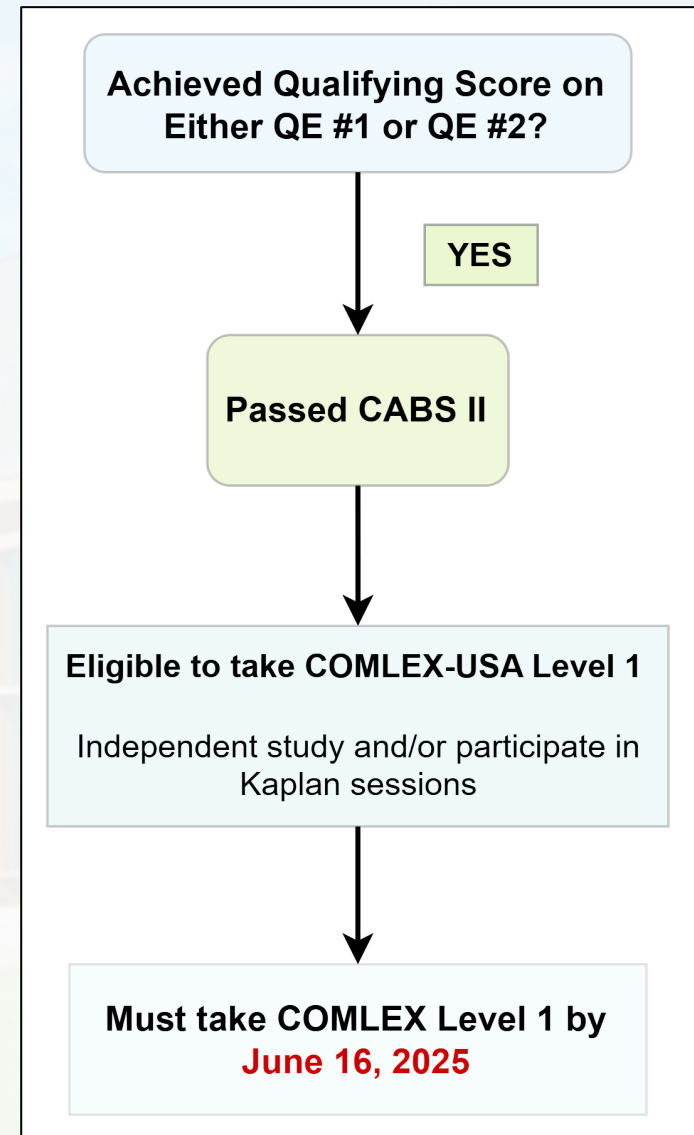 Achieved Qualifying Score on
Either QE #1 or QE #2?
YES
Passed CABS II
Eligible to take COMLEX-USA Level 1
Independent study and/or participate in
Kaplan sessions
Must take COMLEX Level 1 by
June 16, 2025